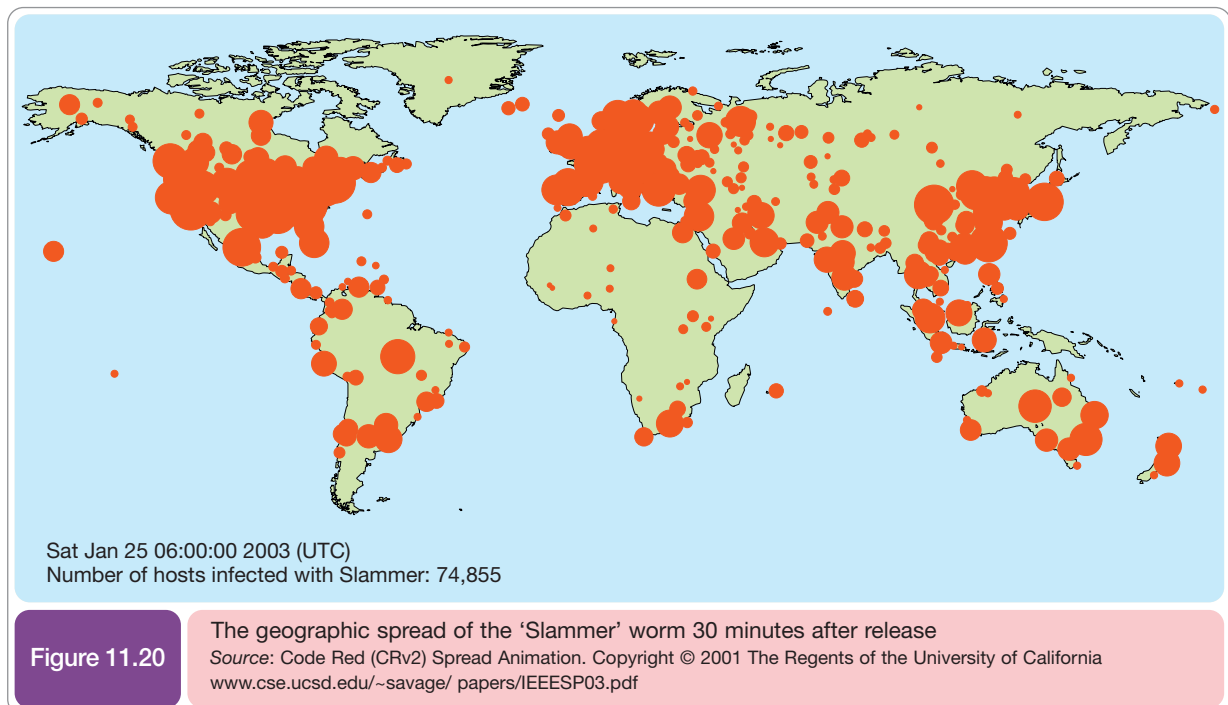 Sat Jan 25 06:00:00 2003 (UTC)
Number of hosts infected with Slammer: 74,855
Figure 11.20
The geographic spread of the ‘Slammer’ worm 30 minutes after release
Source: Code Red (CRv2) Spread Animation. Copyright © 2001 The Regents of the University of California
www.cse.ucsd.edu/~savage/ papers/IEEESP03.pdf